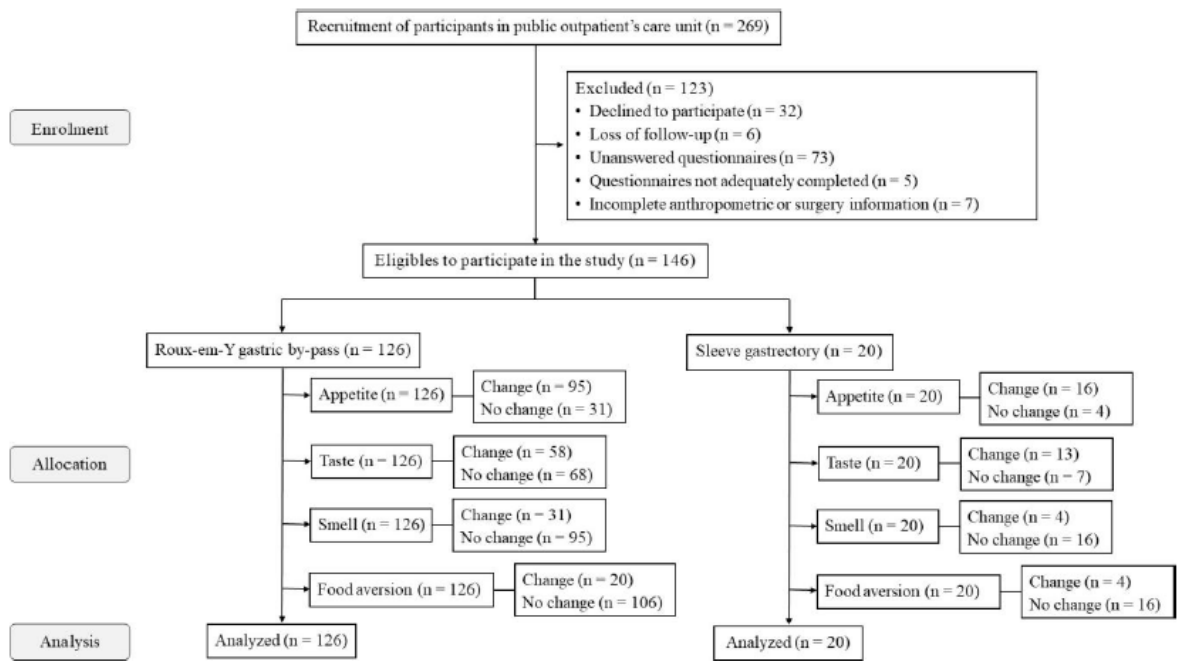 Recruitment of participants in public outpatient's care unit (n = 269)
Enrolment
Excluded (n = 123)
• Declined to participate (n = 32)
• Loss of follow-up (n = 6)
• Unanswered questionnaires (n = 73)
• Questionnaires not adequately completed (n = 5)
• Incomplete anthropometric or surgery information (n = 7)
Eligibles to participate in the study (n = 146)
Roux-em-Y gastric by-pass (n = 126)
Appetite (n = 126)
Change (n = 95)
No change (n = 31)
Taste (n = 126)
Change (n = 58)
No change (n = 68)
Smell (n = 126)
Change (n = 31)
No change (n = 95)
Food aversion (n = 126)
Change (n = 20)
No change (n = 106)
Sleeve gastrectory (n = 20)
Appetite (n = 20)
Change (n = 16)
No change (n = 4)
Taste (n = 20)
Change (n = 13)
No change (n = 7)
Smell (n = 20)
Change (n = 4)
No change (n = 16)
Food aversion (n = 20)
Change (n = 4)
No change (n = 16)
Allocation
Analysis
Analyzed (n = 126)
Analyzed (n = 20)